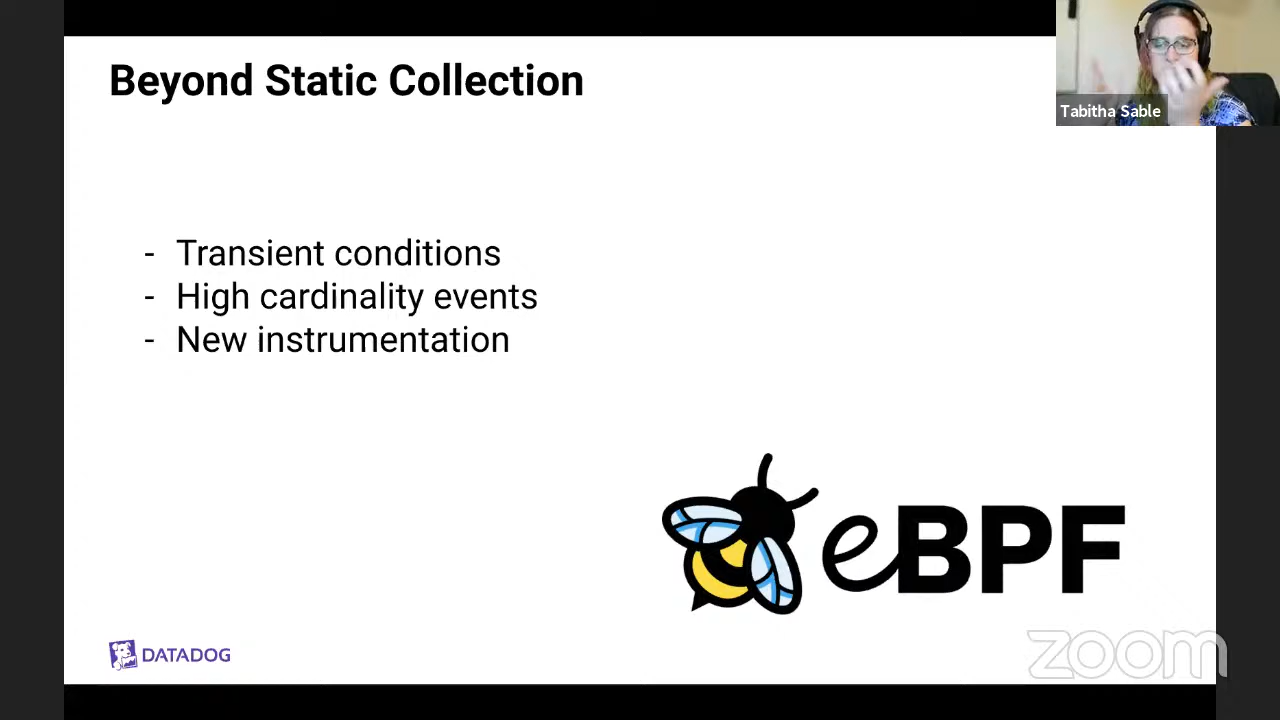 Beyond Static Collection
Tabitha Sable
- Transient conditions
- High cardinality events
- New instrumentation
eBPF
DATADOG
zoom